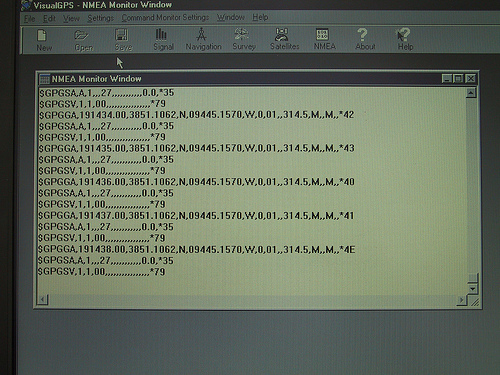 VisualGPS - NMEA Monitor Window
File Edit View Settings Command Monitor Settings Window Help
New Open Save Signal Navigation Survey Satellites NMEA About Help
NMEA Monitor Window
$GPGSA,A,1,,,27,,,,,,,,,,0.0,*35
$GPGSV,1,1,00,,,,,,,,,,,,,,,,*79
$GPGGA,191434.00,3851.1062,N,09445.1570,W,0,01,,314.5,M,,M,,*42
$GPGSA,A,1,,,27,,,,,,,,,,0.0,*35
$GPGSV,1,1,00,,,,,,,,,,,,,,,,*79
$GPGGA,191435.00,3851.1062,N,09445.1570,W,0,01,,314.5,M,,M,,*43
$GPGSA,A,1,,,27,,,,,,,,,,0.0,*35
$GPGSV,1,1,00,,,,,,,,,,,,,,,,*79
$GPGGA,191436.00,3851.1062,N,09445.1570,W,0,01,,314.5,M,,M,,*40
$GPGSA,A,1,,,27,,,,,,,,,,0.0,*35
$GPGSV,1,1,00,,,,,,,,,,,,,,,,*79
$GPGGA,191437.00,3851.1062,N,09445.1570,W,0,01,,314.5,M,,M,,*41
$GPGSA,A,1,,,27,,,,,,,,,,0.0,*35
$GPGSV,1,1,00,,,,,,,,,,,,,,,,*79
$GPGGA,191438.00,3851.1062,N,09445.1570,W,0,01,,314.5,M,,M,,*4E
$GPGSA,A,1,,,27,,,,,,,,,,0.0,*35
$GPGSV,1,1,00,,,,,,,,,,,,,,,,*79